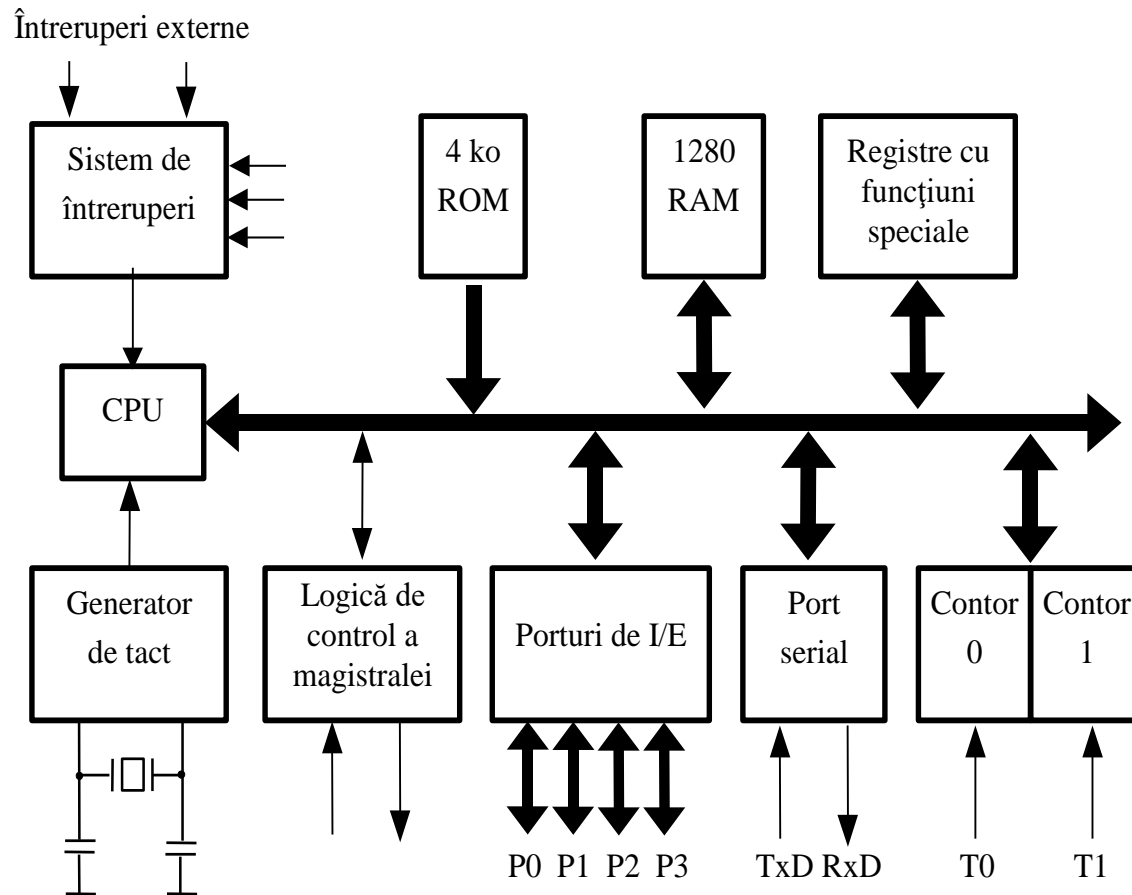 Întreruperi externe
Sistem de
întreruperi
4 ko
ROM
1280
RAM
Registre cu
funcţiuni
speciale
CPU
Generator
de tact
Logică de
control a
magistralei
Porturi de I/E
Port
serial
Contor
0
Contor
1
P0 P1 P2 P3
TxD RxD
T0
T1